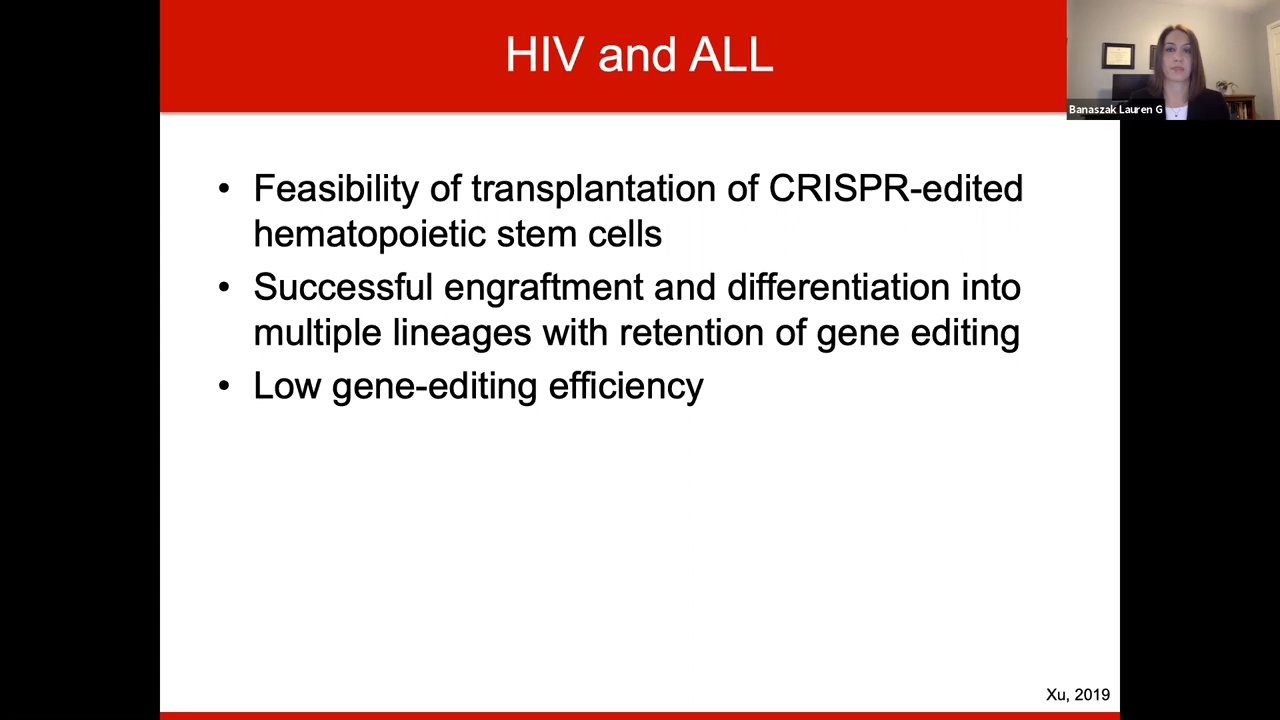 HIV and ALL
Banaszak Lauren G
• Feasibility of transplantation of CRISPR-edited
hematopoietic stem cells
• Successful engraftment and differentiation into
multiple lineages with retention of gene editing
• Low gene-editing efficiency
Xu, 2019